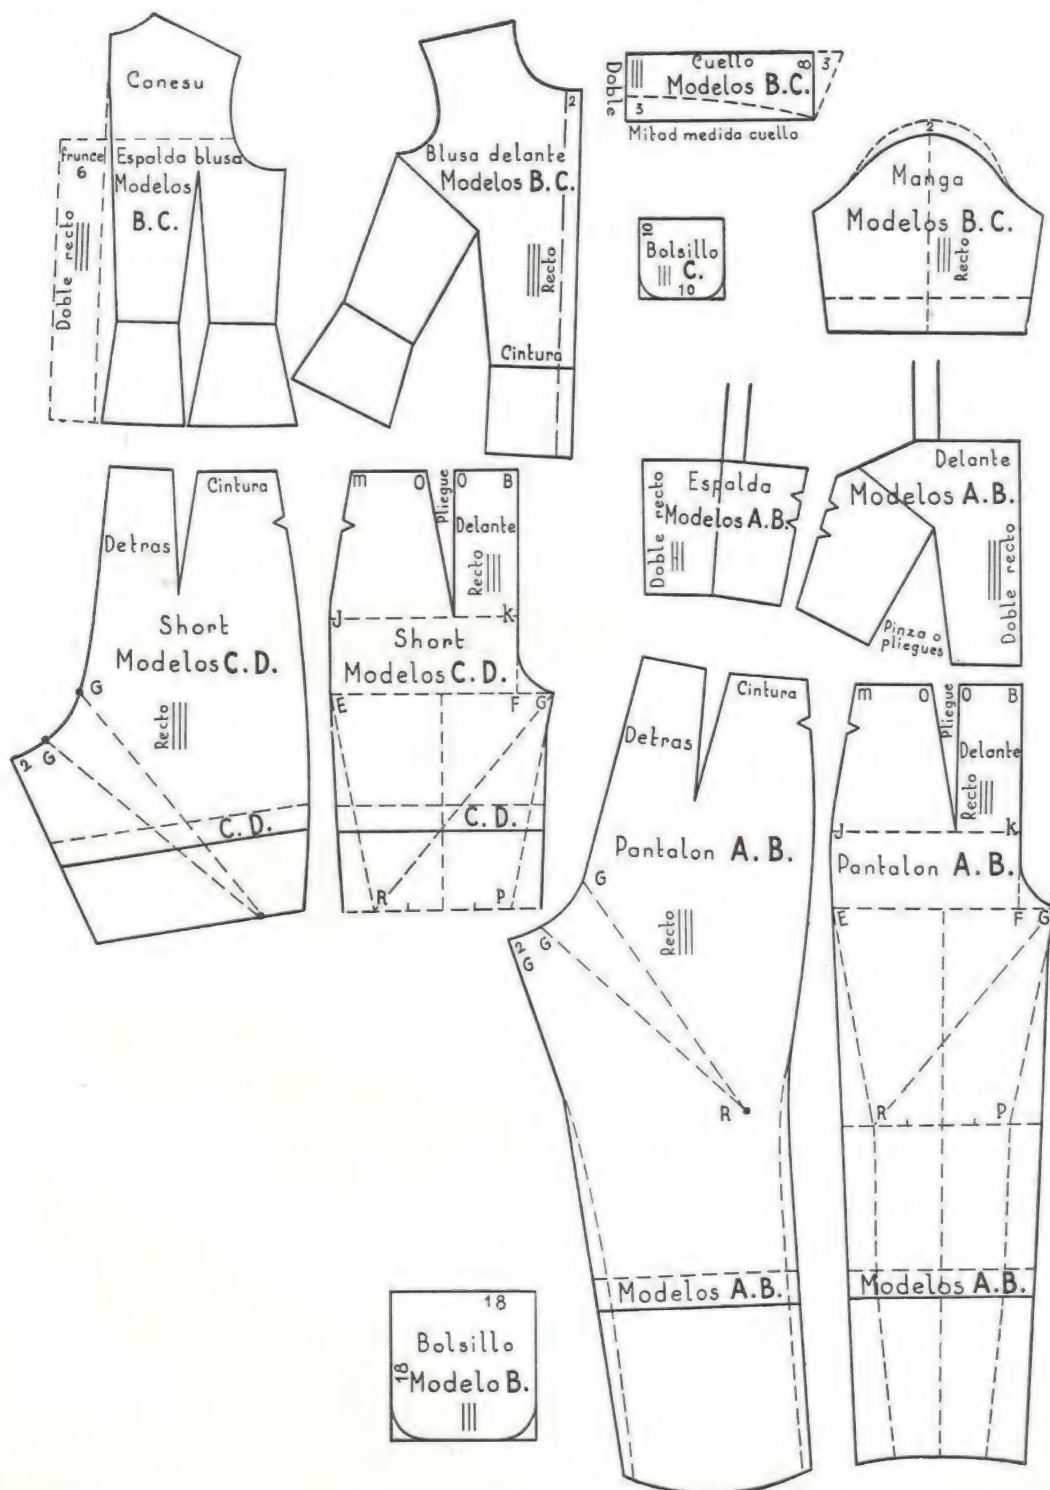 Canesu
frunce
6
Espalda blusa
Modelos
B.C.
Doble recto
2
Blusa delante
Modelos B.C.
Recto
Cintura
Doble
Cuello
Modelos B.C.
8
3
3
Mitad medida cuello
2
Manga
Modelos B.C.
Recto
10
Bolsillo
C.
10
Espalda
Modelos A.B.
Doble recto
Delante
Modelos A.B.
Doble recto
Pinza o
pliegues
Cintura
Detras
Short
Modelos C.D.
G
Recto
2 G
C.D.
m O O B
Pliegue
Delante
Recto
J K
Short
Modelos C.D.
E F G
C.D.
R P
Cintura
Detras
Pantalon A.B.
G
Recto
2 G
G
R
Modelos A.B.
m O O B
Pliegue
Delante
Recto
J K
Pantalon A.B.
E F G
R P
Modelos A.B.
18
Bolsillo
18
Modelo B.